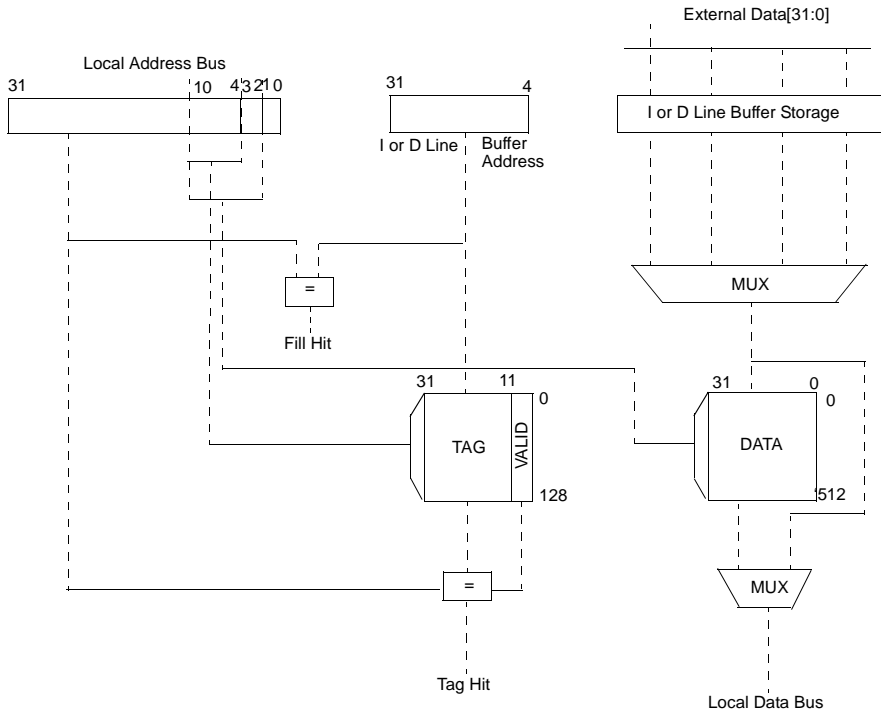 External Data[31:0]
Local Address Bus
31 10 4 3 2 1 0
31 4
I or D Line Buffer Address
I or D Line Buffer Storage
MUX
=
Fill Hit
31 11 0
TAG
VALID
128
31 0
0
DATA
512
=
MUX
Tag Hit
Local Data Bus